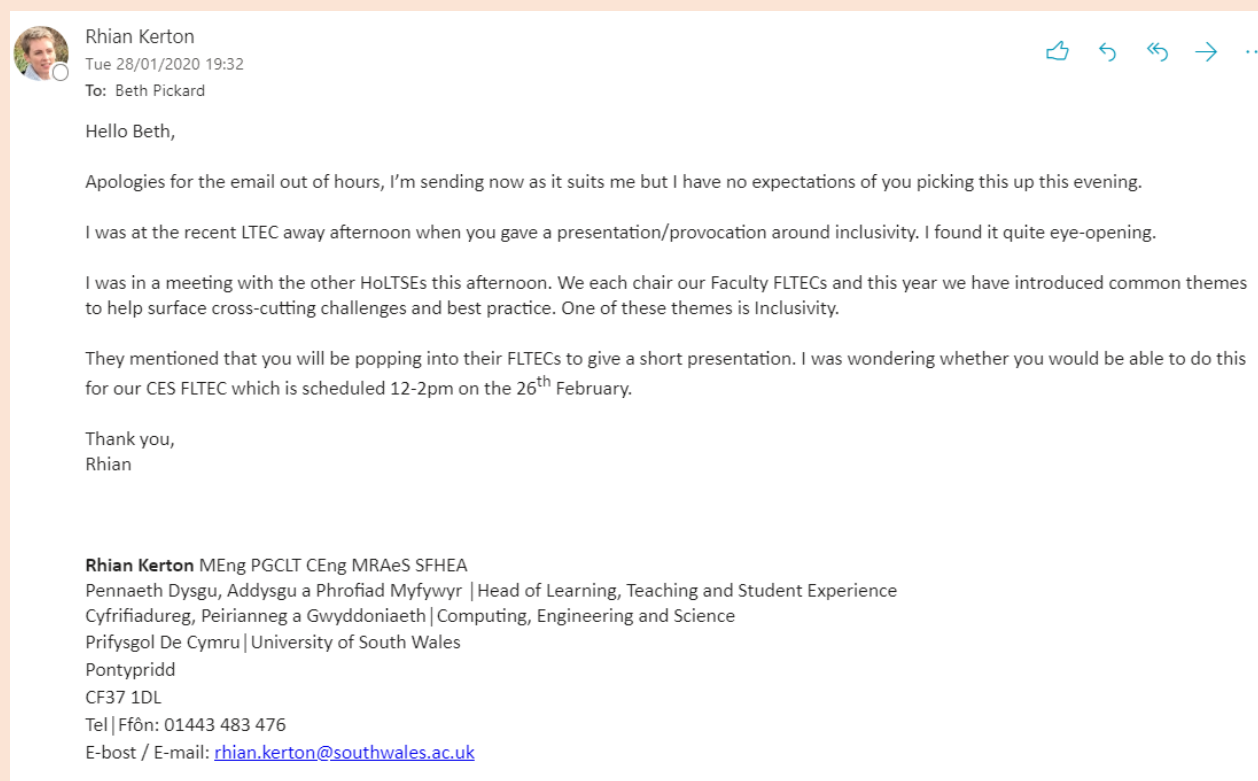 Rhian Kerton
Tue 28/01/2020 19:32
To: Beth Pickard
Hello Beth,
Apologies for the email out of hours, I’m sending now as it suits me but I have no expectations of you picking this up this evening.
I was at the recent LTEC away afternoon when you gave a presentation/provocation around inclusivity. I found it quite eye-opening.
I was in a meeting with the other HoLTSEs this afternoon. We each chair our Faculty FLTECs and this year we have introduced common themes
to help surface cross-cutting challenges and best practice. One of these themes is Inclusivity.
They mentioned that you will be popping into their FLTECs to give a short presentation. I was wondering whether you would be able to do this
for our CES FLTEC which is scheduled 12-2pm on the 26th February.
Thank you,
Rhian
Rhian Kerton MEng PGCLT CEng MRAeS SFHEA
Pennaeth Dysgu, Addysgu a Phrofiad Myfywyr |Head of Learning, Teaching and Student Experience
Cyfrifiadureg, Peirianneg a Gwyddoniaeth|Computing, Engineering and Science
Prifysgol De Cymru|University of South Wales
Pontypridd
CF37 1DL
Tel|Ffôn: 01443 483 476
E-bost / E-mail: rhian.kerton@southwales.ac.uk